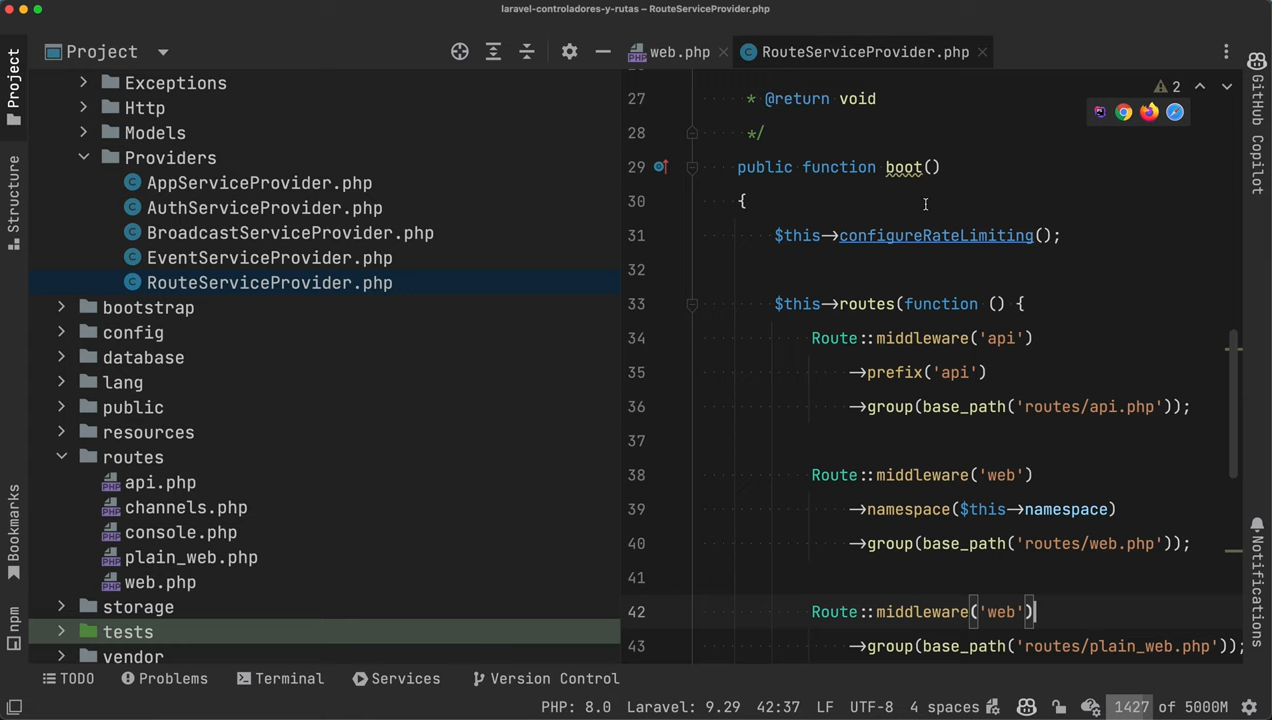 laravel-controladores-y-rutas – RouteServiceProvider.php
Project
web.php
RouteServiceProvider.php
Project
Structure
Bookmarks
npm
Exceptions
Http
Models
Providers
AppServiceProvider.php
AuthServiceProvider.php
BroadcastServiceProvider.php
EventServiceProvider.php
RouteServiceProvider.php
bootstrap
config
database
lang
public
resources
routes
api.php
channels.php
console.php
plain_web.php
web.php
storage
tests
vendor
2
27 * @return void
28 */
29 public function boot()
30 {
31 $this->configureRateLimiting();
32
33 $this->routes(function () {
34 Route::middleware('api')
35 ->prefix('api')
36 ->group(base_path('routes/api.php'));
37
38 Route::middleware('web')
39 ->namespace($this->namespace)
40 ->group(base_path('routes/web.php'));
41
42 Route::middleware('web')
43 ->group(base_path('routes/plain_web.php'));
GitHub Copilot
Notifications
TODO Problems Terminal Services Version Control
PHP: 8.0 Laravel: 9.29 42:37 LF UTF-8 4 spaces 1427 of 5000M